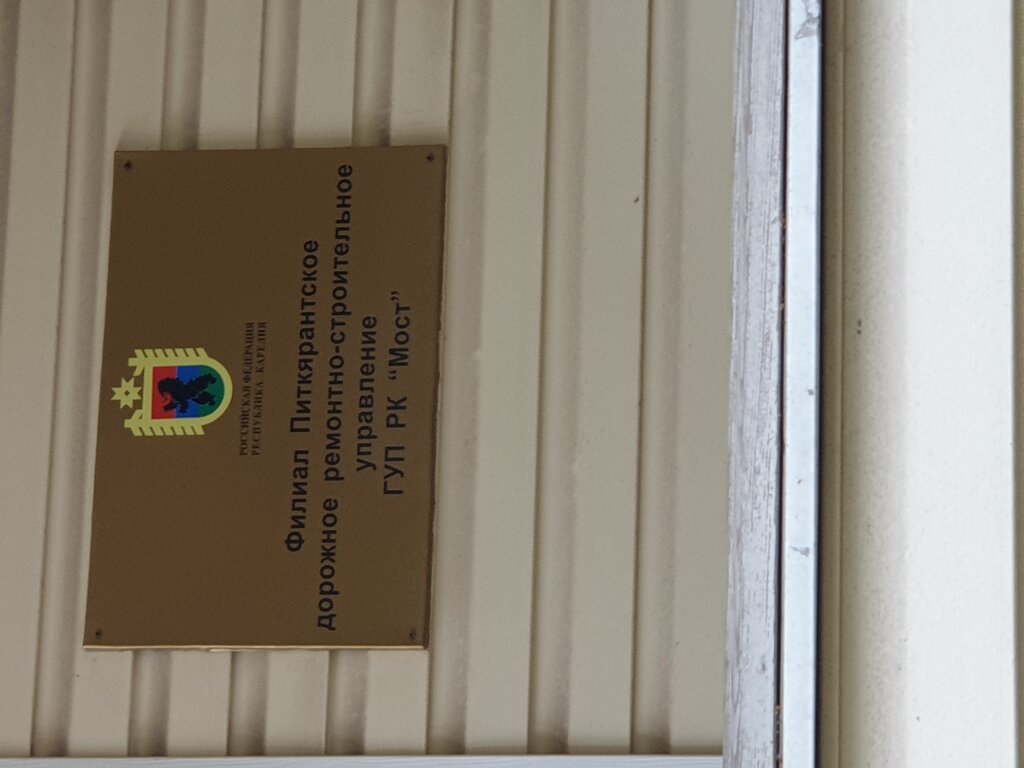 РОССИЙСКАЯ ФЕДЕРАЦИЯ
РЕСПУБЛИКА КАРЕЛИЯ
Филиал Питкярантское
дорожное ремонтно-строительное
управление
ГУП РК “Мост”